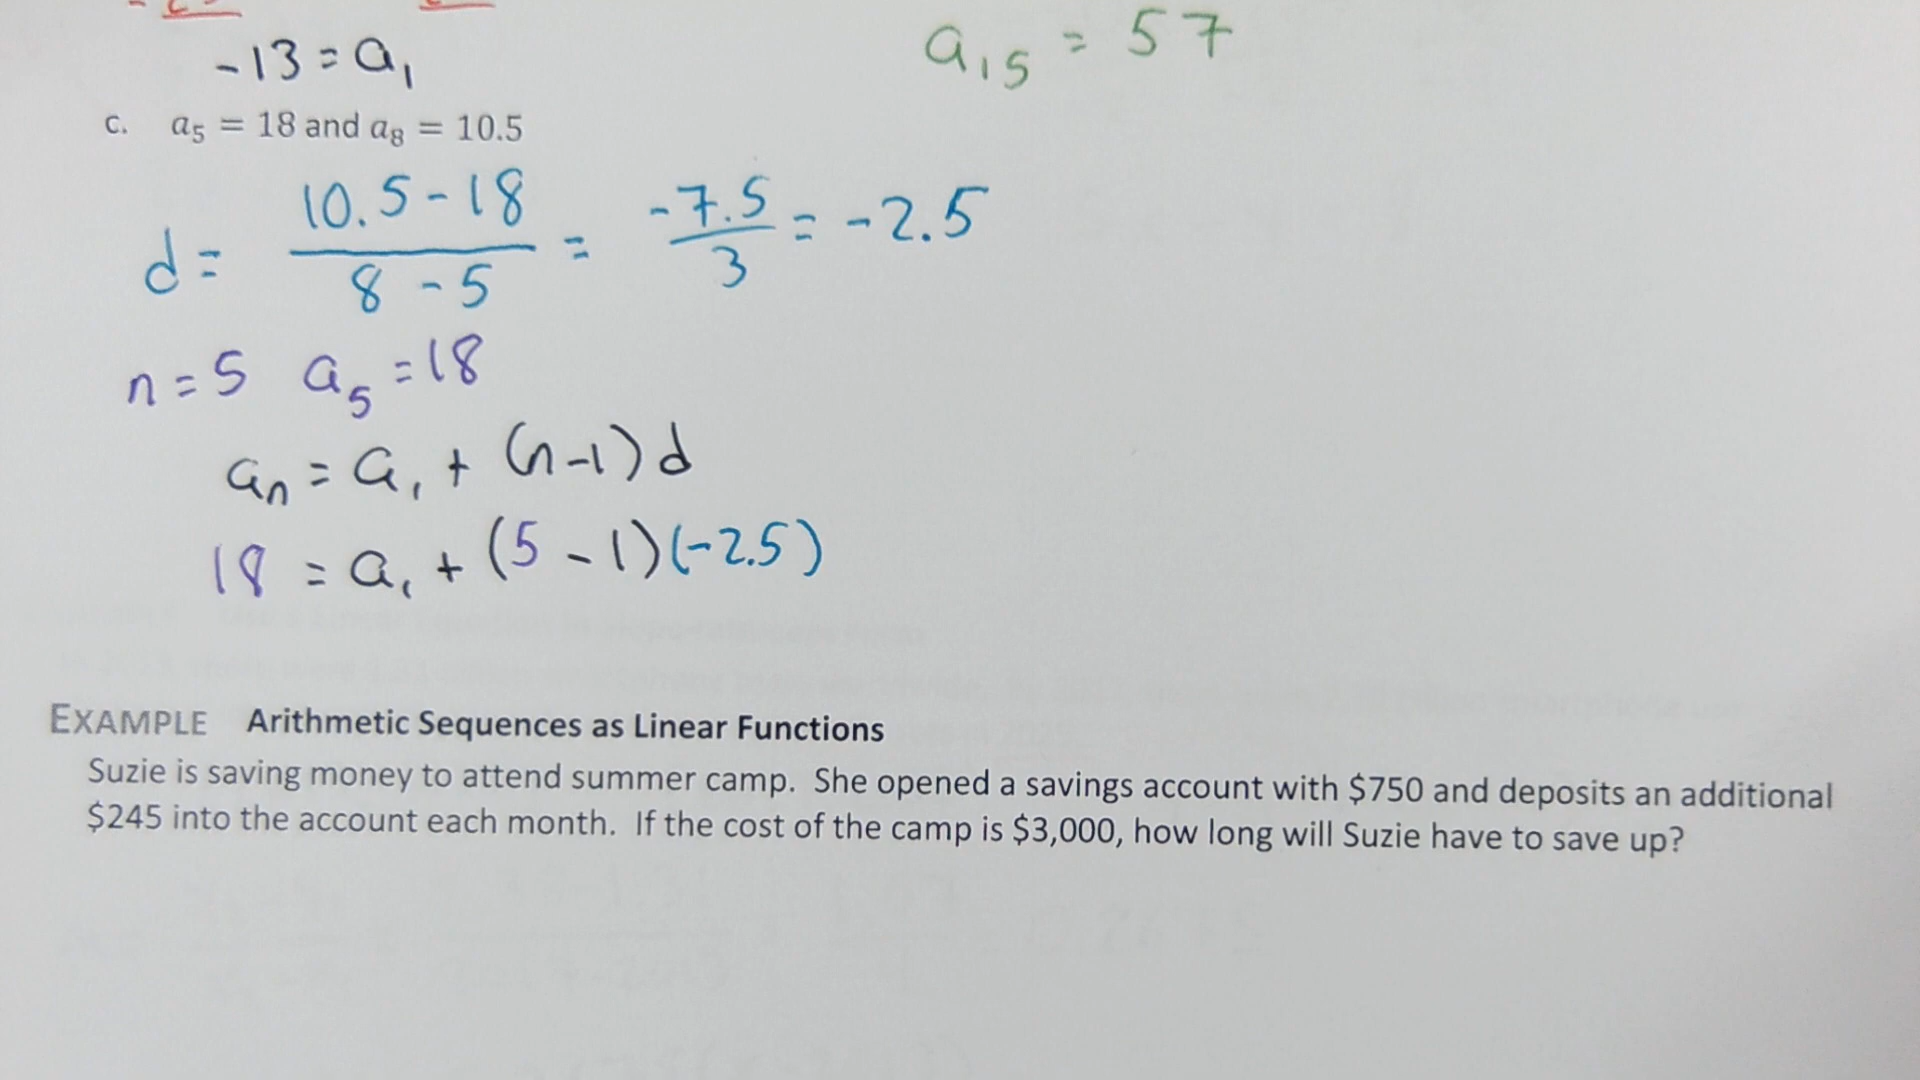 -13 = a₁
a₁₅ = 57
c. a₅ = 18 and a₈ = 10.5
d = (10.5 - 18)/(8 - 5) = -7.5/3 = -2.5
n = 5 a₅ = 18
aₙ = a₁ + (n-1)d
18 = a₁ + (5 - 1)(-2.5)
EXAMPLE Arithmetic Sequences as Linear Functions
Suzie is saving money to attend summer camp. She opened a savings account with $750 and deposits an additional
$245 into the account each month. If the cost of the camp is $3,000, how long will Suzie have to save up?